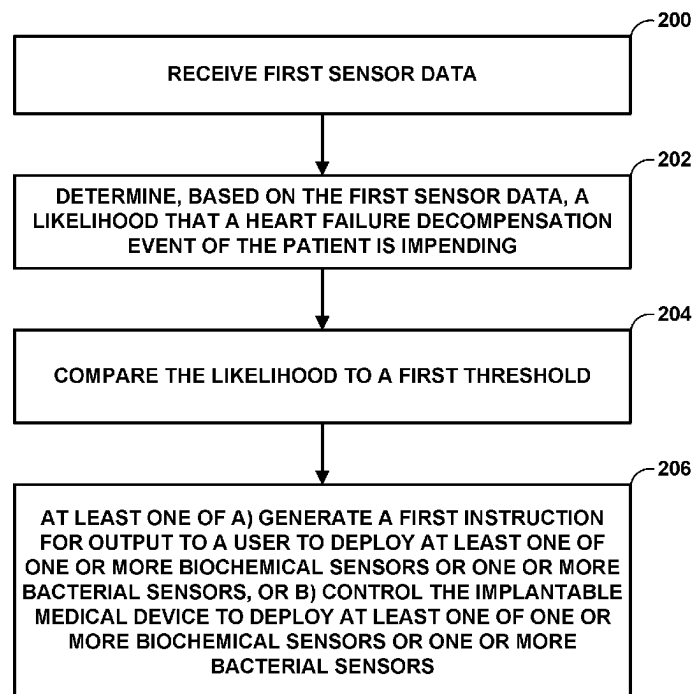 200
RECEIVE FIRST SENSOR DATA
202
DETERMINE, BASED ON THE FIRST SENSOR DATA, A
LIKELIHOOD THAT A HEART FAILURE DECOMPENSATION
EVENT OF THE PATIENT IS IMPENDING
204
COMPARE THE LIKELIHOOD TO A FIRST THRESHOLD
206
AT LEAST ONE OF A) GENERATE A FIRST INSTRUCTION
FOR OUTPUT TO A USER TO DEPLOY AT LEAST ONE OF
ONE OR MORE BIOCHEMICAL SENSORS OR ONE OR MORE
BACTERIAL SENSORS, OR B) CONTROL THE IMPLANTABLE
MEDICAL DEVICE TO DEPLOY AT LEAST ONE OF ONE OR
MORE BIOCHEMICAL SENSORS OR ONE OR MORE
BACTERIAL SENSORS